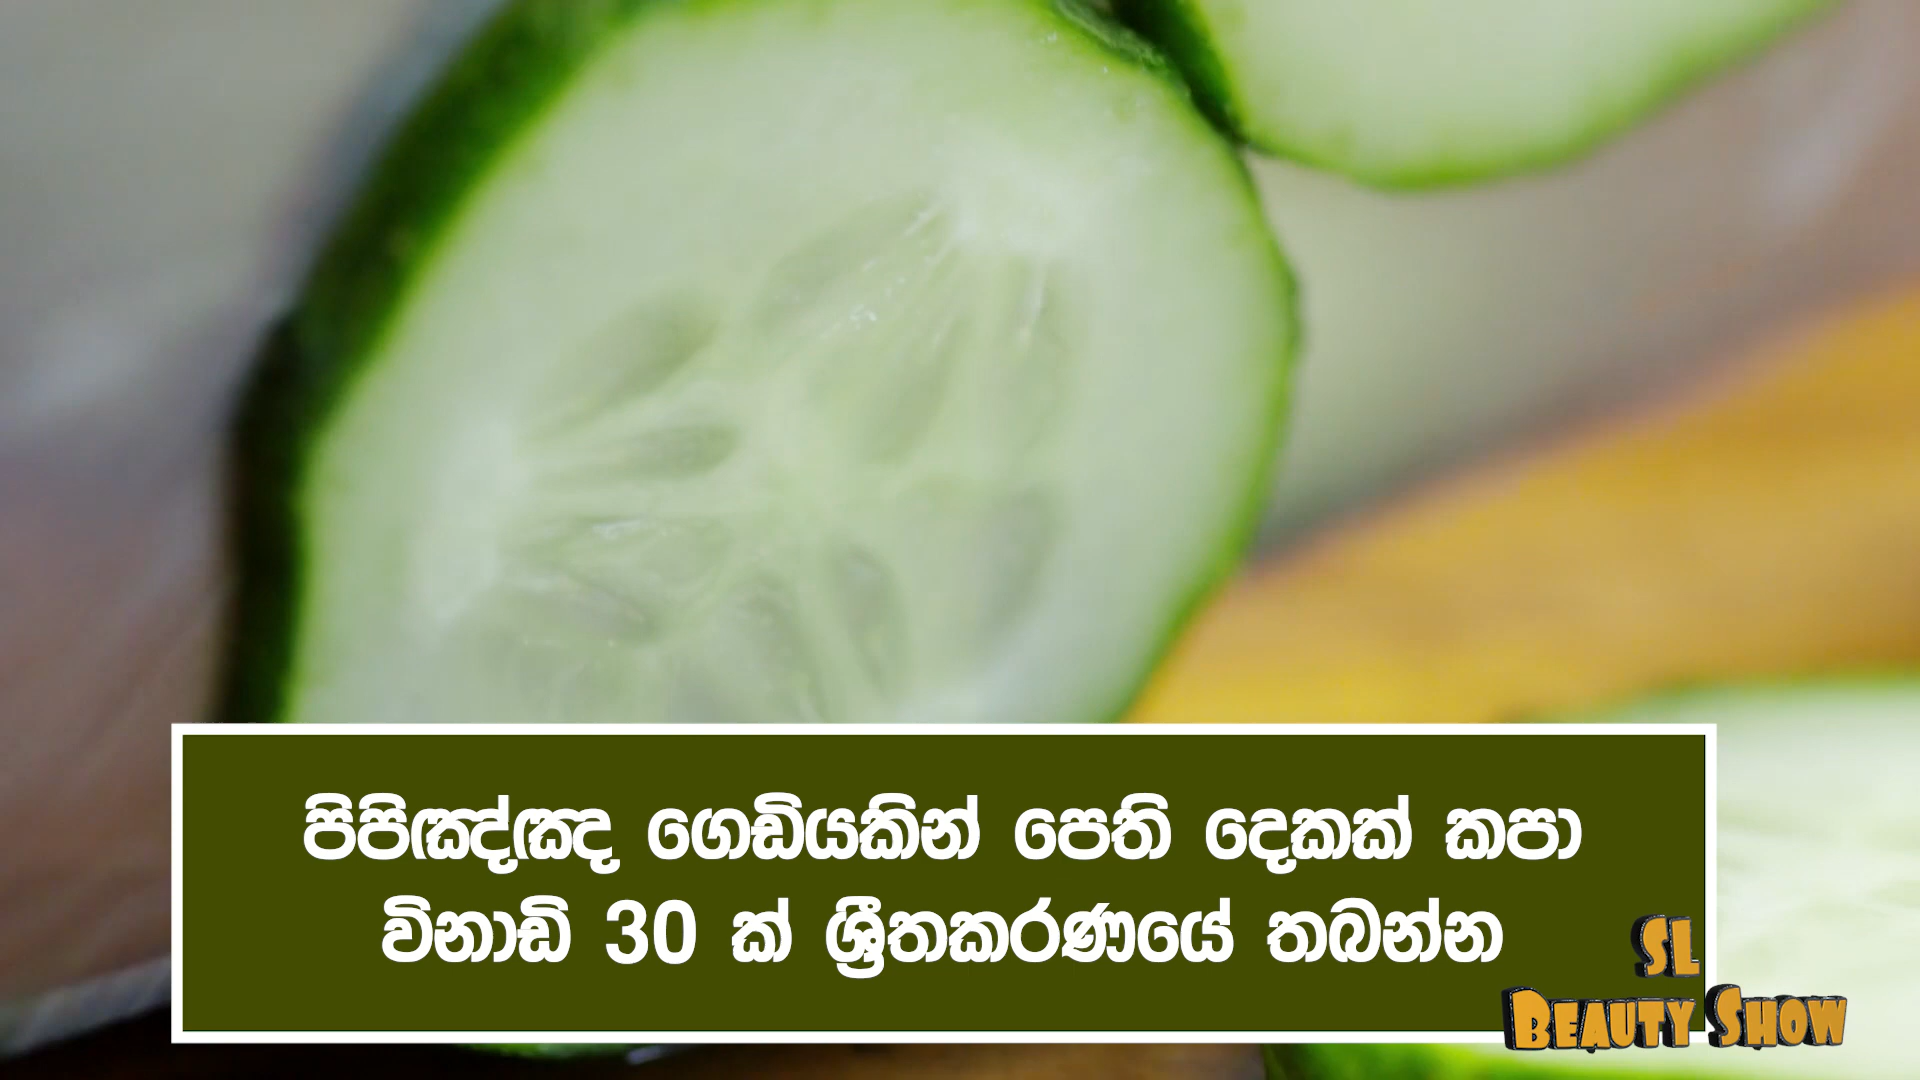 පිපිඤ්ඤ ගෙඩියකින් පෙති දෙකක් කපා
විනාඩි 30 ක් ශ්‍රීතකරණයේ තබන්න
SL
BEAUTY SHOW